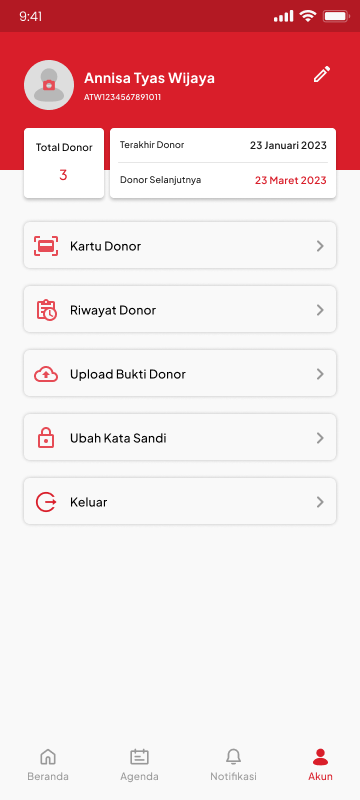 9:41
Annisa Tyas Wijaya
ATW1234567891011
Total Donor
3
Terakhir Donor 23 Januari 2023
Donor Selanjutnya 23 Maret 2023
Kartu Donor
Riwayat Donor
Upload Bukti Donor
Ubah Kata Sandi
Keluar
Beranda Agenda Notifikasi Akun